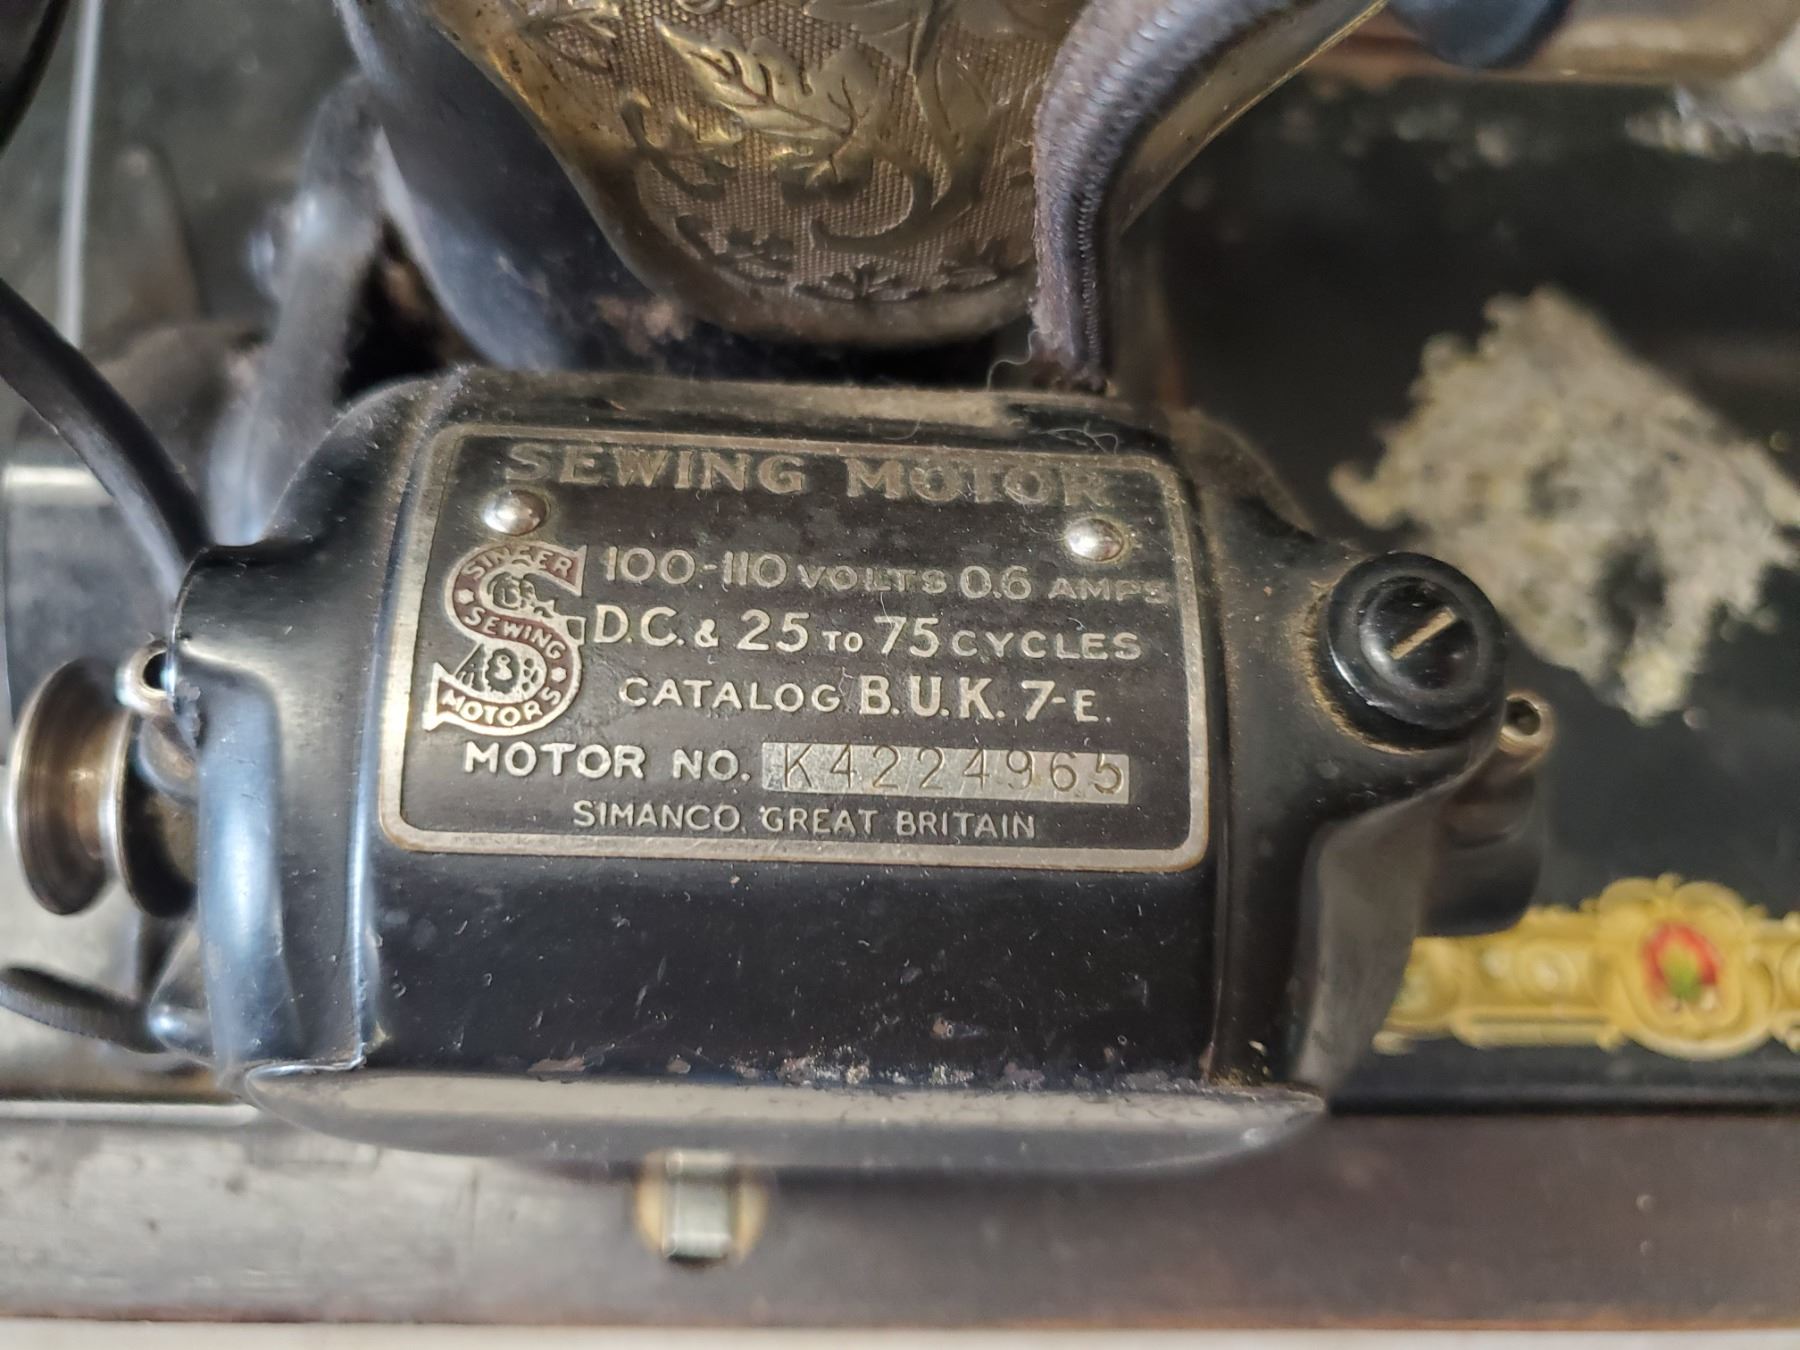 SEWING MOTOR
SINGER
SEWING
&
MOTORS
100-110 VOLTS 0.6 AMPS
D.C. & 25 TO 75 CYCLES
CATALOG B.U.K. 7-E.
MOTOR NO. K4224965
SIMANCO, GREAT BRITAIN